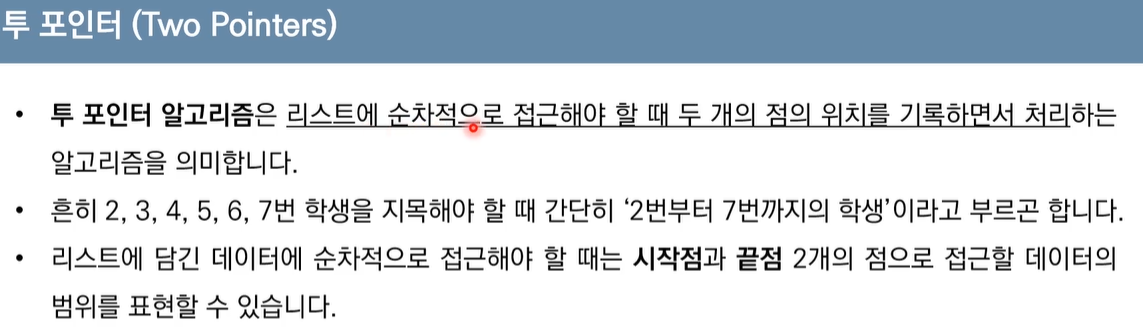 투 포인터 (Two Pointers)
• 투 포인터 알고리즘은 리스트에 순차적으로 접근해야 할 때 두 개의 점의 위치를 기록하면서 처리하는
알고리즘을 의미합니다.
• 흔히 2, 3, 4, 5, 6, 7번 학생을 지목해야 할 때 간단히 ‘2번부터 7번까지의 학생’이라고 부르곤 합니다.
• 리스트에 담긴 데이터에 순차적으로 접근해야 할 때는 시작점과 끝점 2개의 점으로 접근할 데이터의
범위를 표현할 수 있습니다.